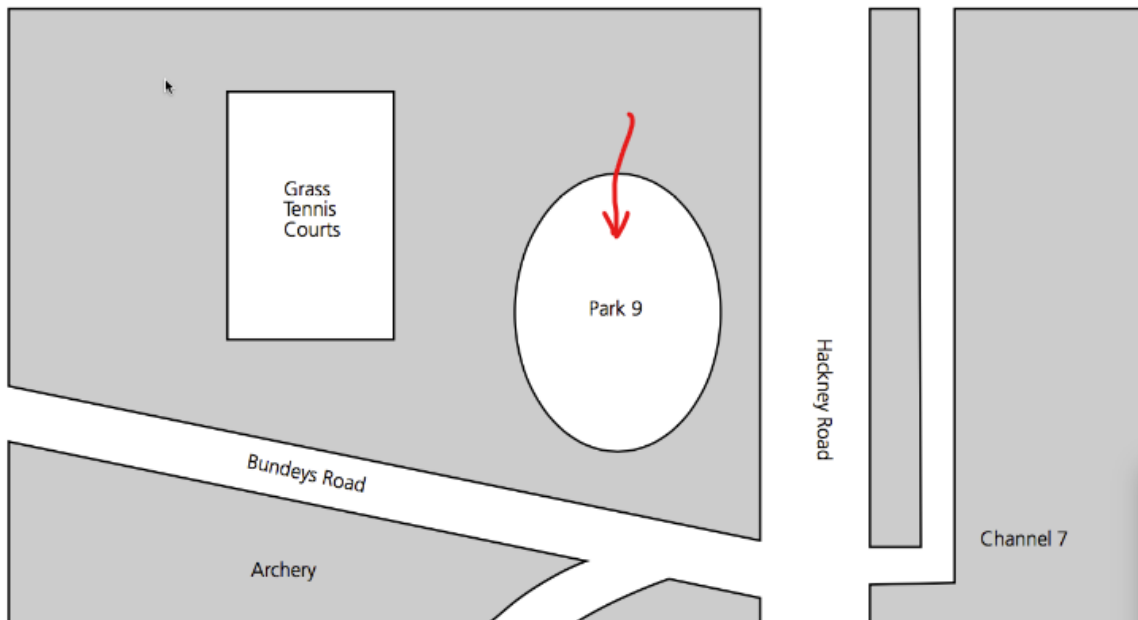 Grass
Tennis
Courts
Park 9
Hackney Road
Bundeys Road
Channel 7
Archery